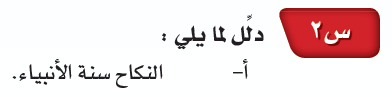 س٢ دلِّل لما يلي :
أ- النكاح سنة الأنبياء.